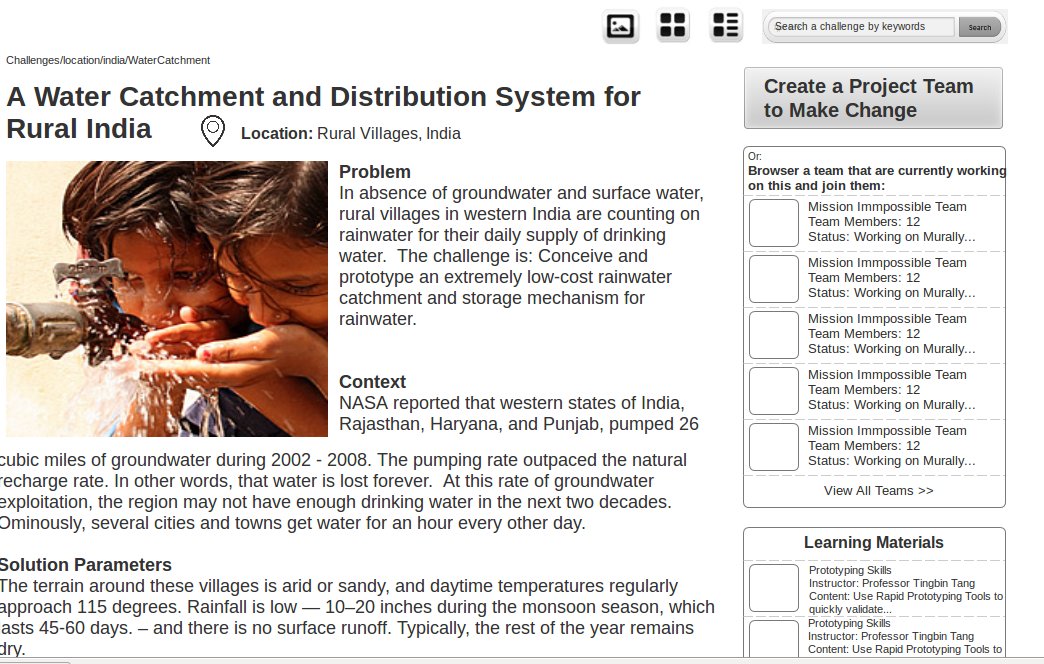 Search a challenge by keywords
Search
Challenges/location/india/WaterCatchment
A Water Catchment and Distribution System for
Rural India
Location: Rural Villages, India
Problem
In absence of groundwater and surface water,
rural villages in western India are counting on
rainwater for their daily supply of drinking
water.  The challenge is: Conceive and
prototype an extremely low-cost rainwater
catchment and storage mechanism for
rainwater.
Context
NASA reported that western states of India,
Rajasthan, Haryana, and Punjab, pumped 26
cubic miles of groundwater during 2002 - 2008. The pumping rate outpaced the natural
recharge rate. In other words, that water is lost forever.  At this rate of groundwater
exploitation, the region may not have enough drinking water in the next two decades.
Ominously, several cities and towns get water for an hour every other day.
Solution Parameters
The terrain around these villages is arid or sandy, and daytime temperatures regularly
approach 115 degrees. Rainfall is low — 10–20 inches during the monsoon season, which
lasts 45-60 days. – and there is no surface runoff. Typically, the rest of the year remains
dry.
Create a Project Team
to Make Change
Or:
Browser a team that are currently working
on this and join them:
Mission Immpossible Team
Team Members: 12
Status: Working on Murally...
Mission Immpossible Team
Team Members: 12
Status: Working on Murally...
Mission Immpossible Team
Team Members: 12
Status: Working on Murally...
Mission Immpossible Team
Team Members: 12
Status: Working on Murally...
Mission Immpossible Team
Team Members: 12
Status: Working on Murally...
View All Teams >>
Learning Materials
Prototyping Skills
Instructor: Professor Tingbin Tang
Content: Use Rapid Prototyping Tools to
quickly validate...
Prototyping Skills
Instructor: Professor Tingbin Tang
Content: Use Rapid Prototyping Tools to